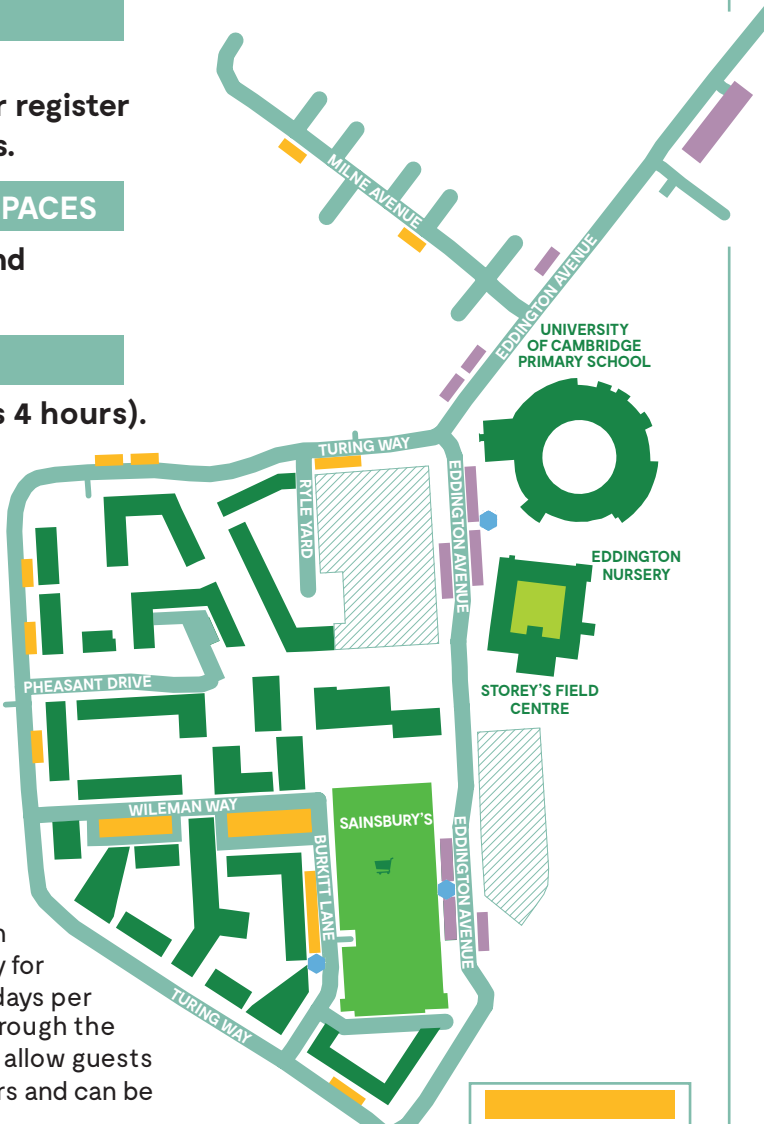 r register
s.
PACES
nd
s 4 hours).
MILNE AVENUE
EDDINGTON AVENUE
UNIVERSITY
OF CAMBRIDGE
PRIMARY SCHOOL
TURING WAY
RYLE YARD
EDDINGTON AVENUE
EDDINGTON
NURSERY
PHEASANT DRIVE
STOREY'S FIELD
CENTRE
WILEMAN WAY
SAINSBURY'S
BURKITT LANE
EDDINGTON AVENUE
TURING WAY
n
y for
days per
rough the
allow guests
rs and can be